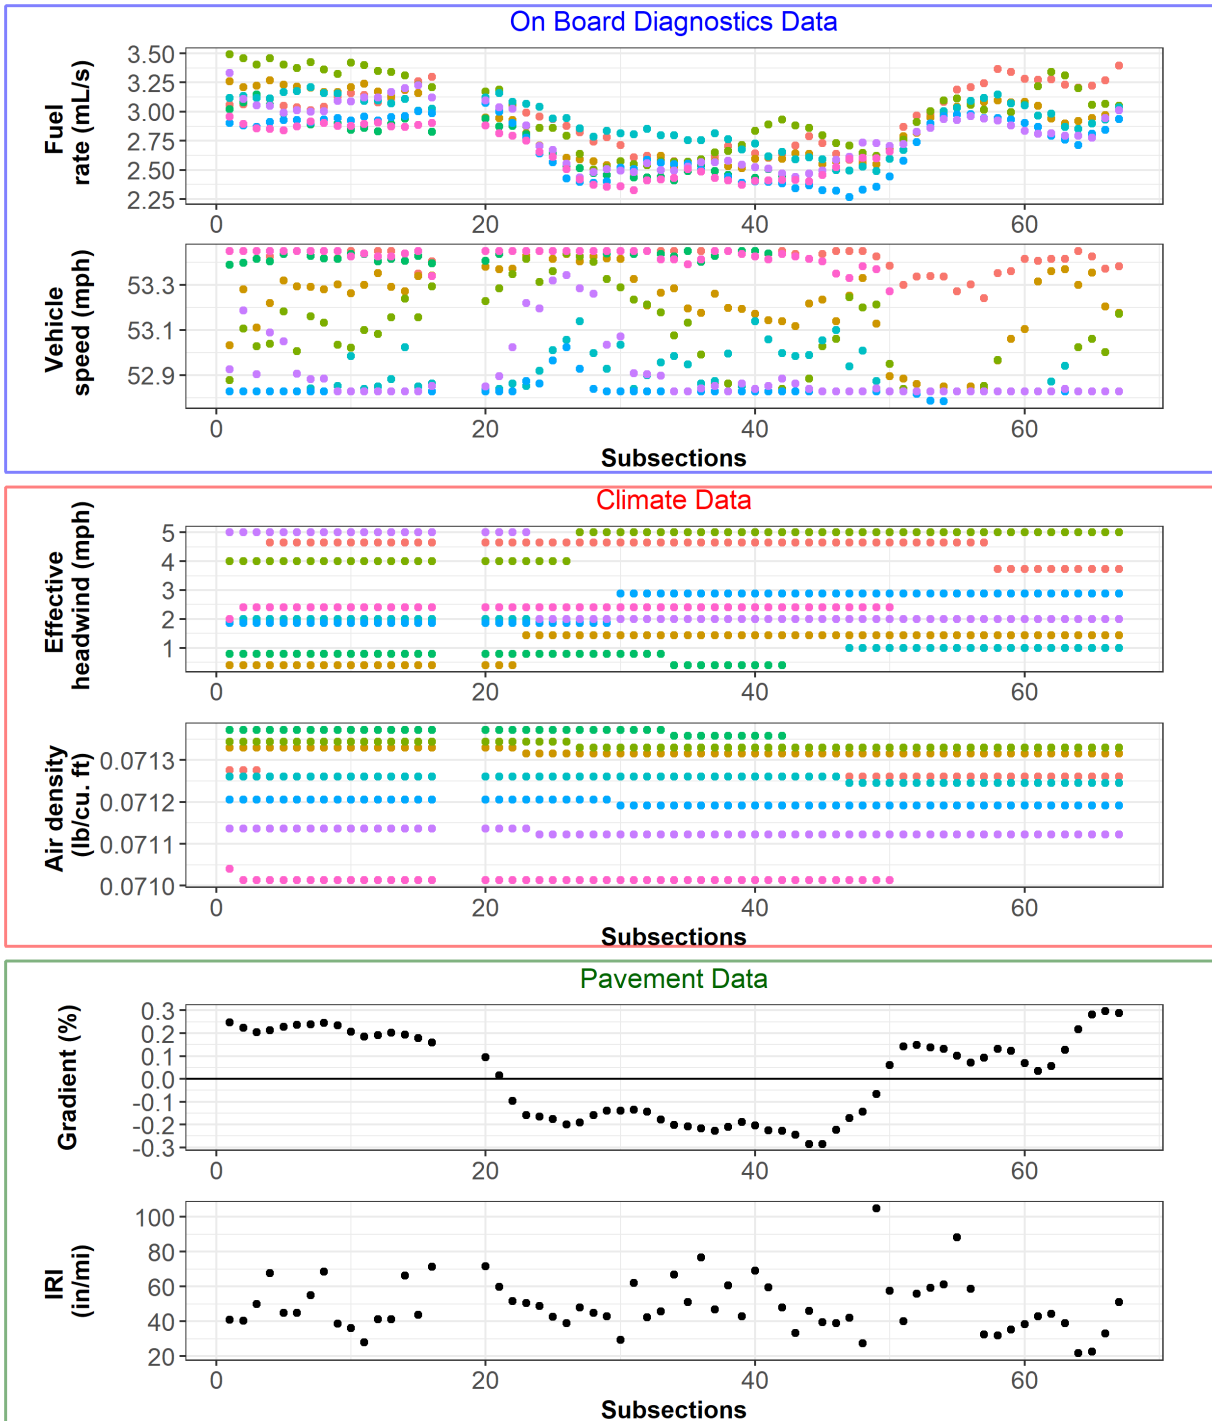 On Board Diagnostics Data
Fuel
rate (mL/s)
3.50
3.25
3.00
2.75
2.50
2.25
0 20 40 60
Vehicle
speed (mph)
53.3
53.1
52.9
0 20 40 60
Subsections
Climate Data
Effective
headwind (mph)
5
4
3
2
1
0 20 40 60
Air density
(lb/cu. ft)
0.0713
0.0712
0.0711
0.0710
0 20 40 60
Subsections
Pavement Data
Gradient (%)
0.3
0.2
0.1
0.0
-0.1
-0.2
-0.3
0 20 40 60
IRI
(in/mi)
100
80
60
40
20
0 20 40 60
Subsections